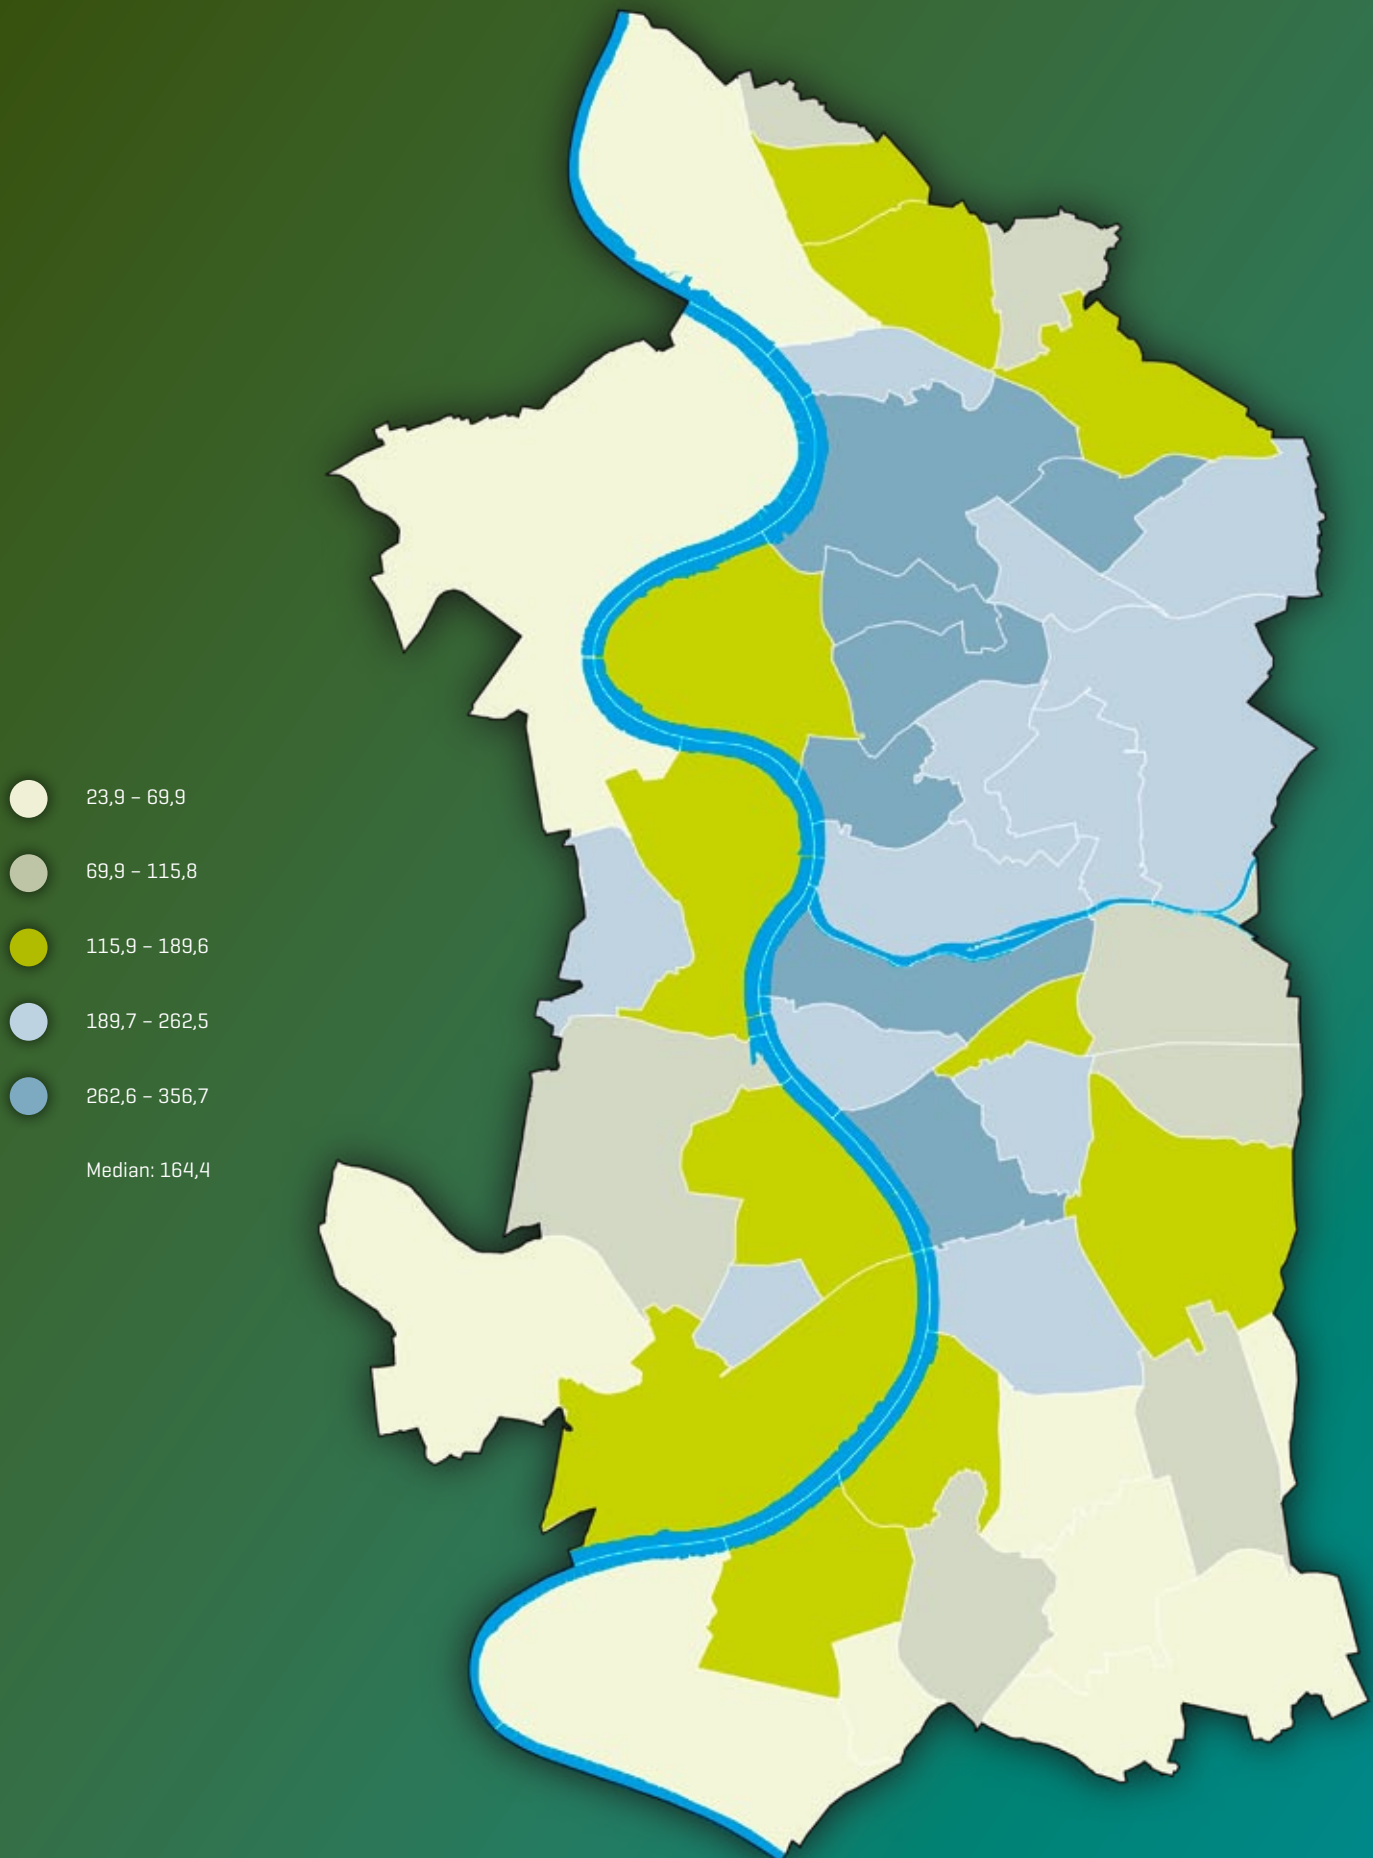 23,9 – 69,9
69,9 – 115,8
115,9 – 189,6
189,7 – 262,5
262,6 – 356,7
Median: 164,4